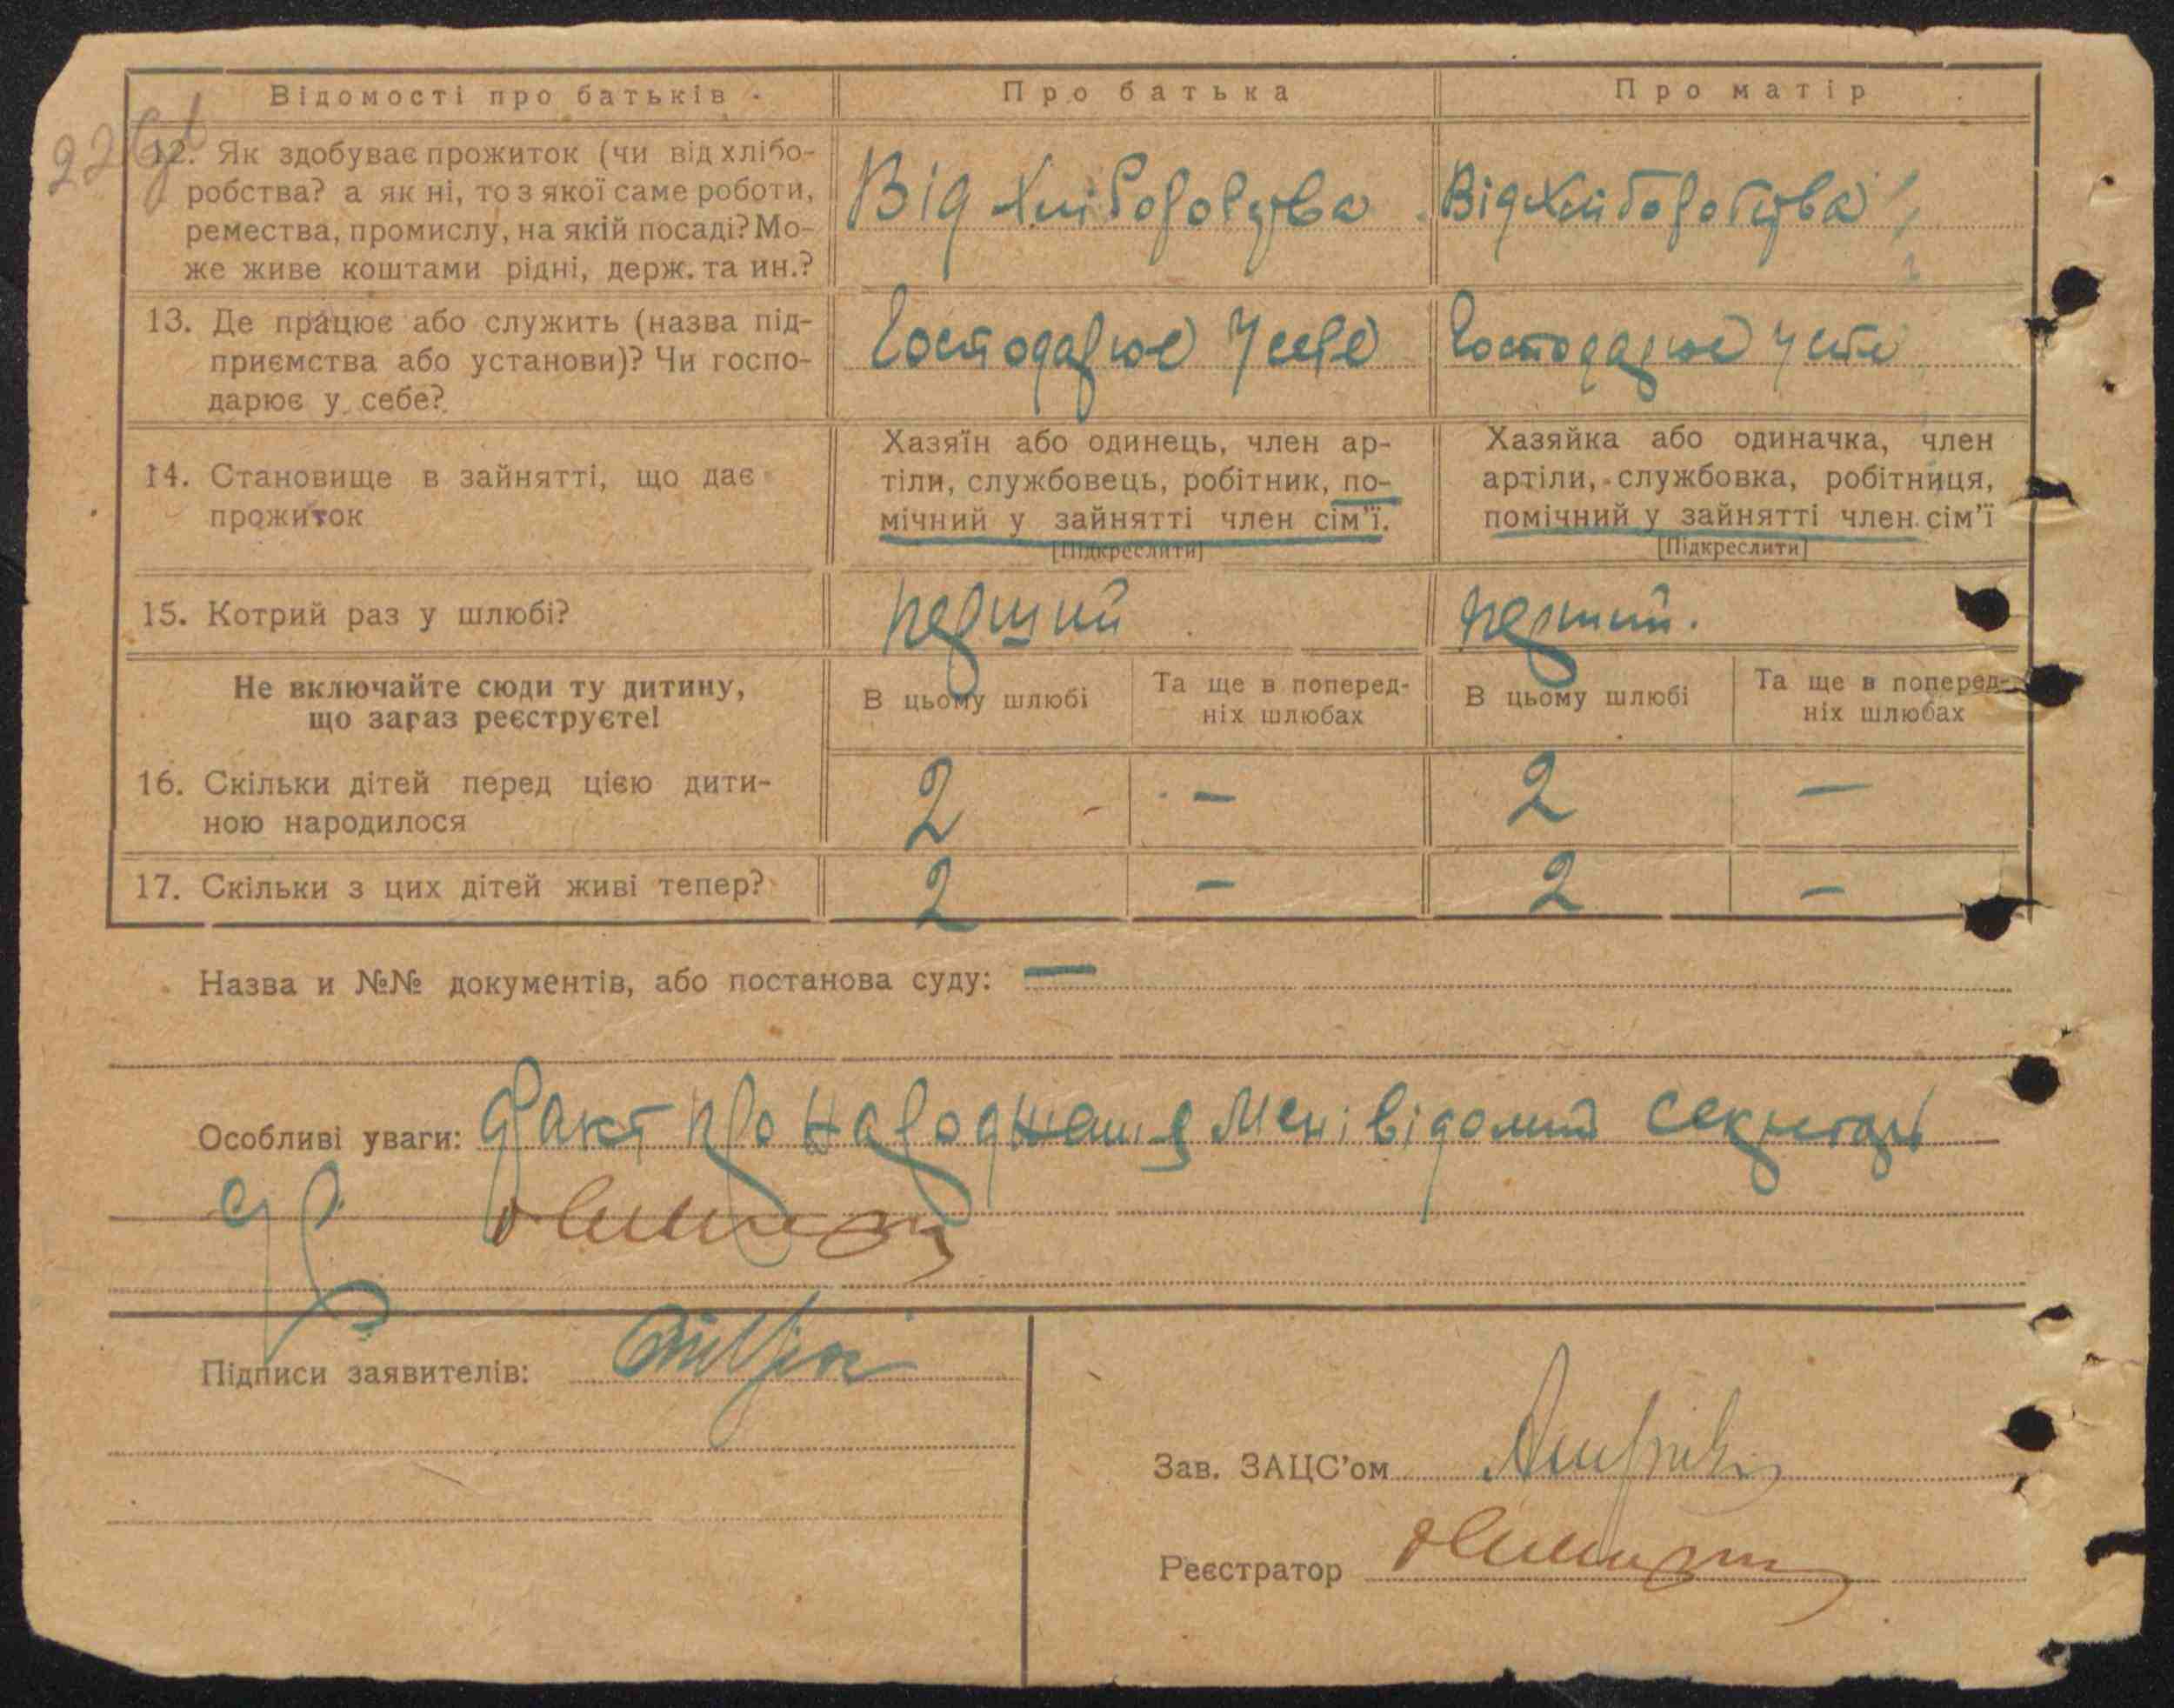 Відомості про батьків
Про батька
Про матір
12. Як здобуває прожиток (чи від хлібо-
робства? а як ні, то з якої саме роботи,
ремества, промислу, на якій посаді? Мо-
же живе коштами рідні, держ. та ин.?
Від хліборобства
Від хліборобства
13. Де працює або служить (назва під-
приємства або установи)? Чи госпо-
дарює у себе?
Господарює у себе
Господарює у себе
14. Становище в зайнятті, що дає
прожиток
Хазяїн або одинець, член ар-
тіли, службовець, робітник, по-
мічний у зайнятті член сім'ї.
[Підкреслити]
Хазяйка або одиначка, член
артіли, службовка, робітниця,
помічний у зайнятті член сім'ї
[Підкреслити]
15. Котрий раз у шлюбі?
перший
перший.
Не включайте сюди ту дитину,
що зараз реєструєте!
В цьому шлюбі
Та ще в поперед-
ніх шлюбах
В цьому шлюбі
Та ще в поперед-
ніх шлюбах
16. Скільки дітей перед цією дити-
ною народилося
2
—
2
—
17. Скільки з цих дітей живі тепер?
2
—
2
—
Назва и №№ документів, або постанова суду: —
Особливі уваги: Факт про народження мені відомий секретар
Підписи заявителів:
Зав. ЗАЦС'ом
Реєстратор